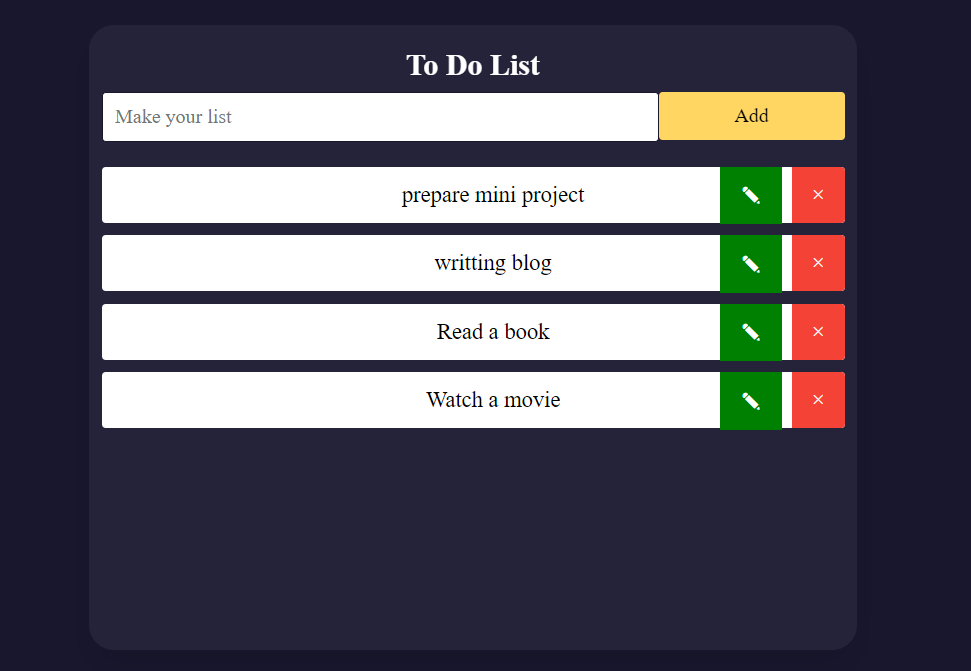 To Do List
Make your list
Add
prepare mini project
×
writting blog
×
Read a book
×
Watch a movie
×